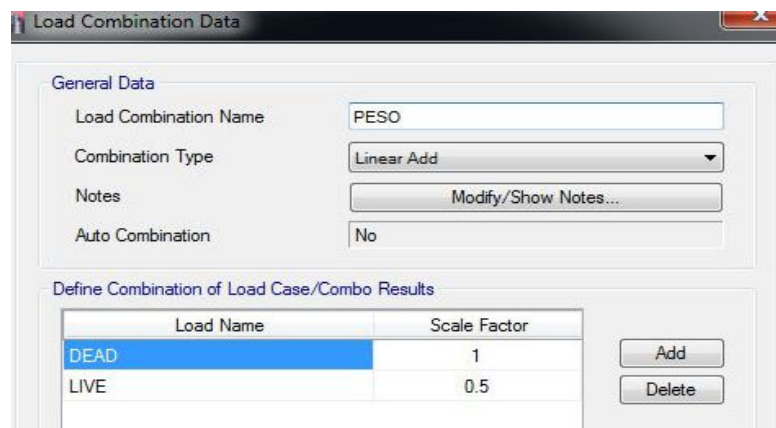 Load Combination Data
General Data
Load Combination Name PESO
Combination Type Linear Add
Notes Modify/Show Notes...
Auto Combination No
Define Combination of Load Case/Combo Results
Load Name Scale Factor
DEAD 1 Add
LIVE 0.5 Delete